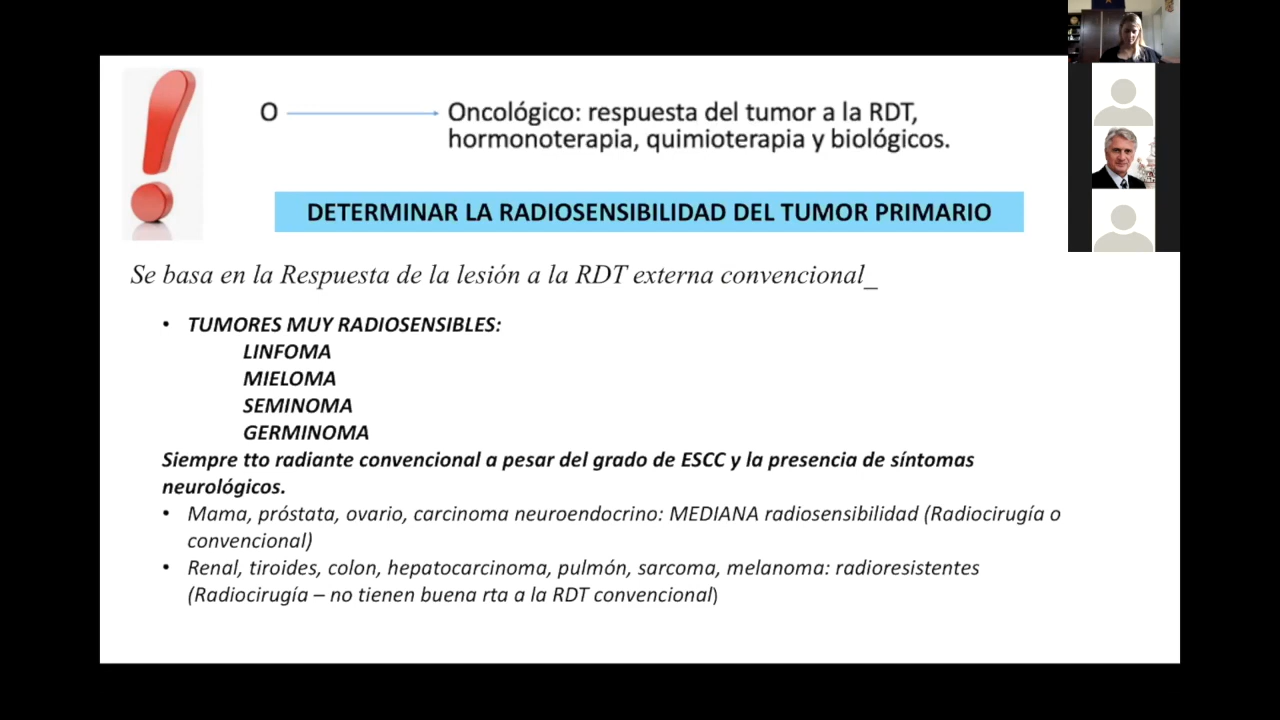 O
Oncológico: respuesta del tumor a la RDT,
hormonoterapia, quimioterapia y biológicos.
DETERMINAR LA RADIOSENSIBILIDAD DEL TUMOR PRIMARIO
Se basa en la Respuesta de la lesión a la RDT externa convencional_
• TUMORES MUY RADIOSENSIBLES:
LINFOMA
MIELOMA
SEMINOMA
GERMINOMA
Siempre tto radiante convencional a pesar del grado de ESCC y la presencia de síntomas
neurológicos.
• Mama, próstata, ovario, carcinoma neuroendocrino: MEDIANA radiosensibilidad (Radiocirugía o
convencional)
• Renal, tiroides, colon, hepatocarcinoma, pulmón, sarcoma, melanoma: radioresistentes
(Radiocirugía – no tienen buena rta a la RDT convencional)